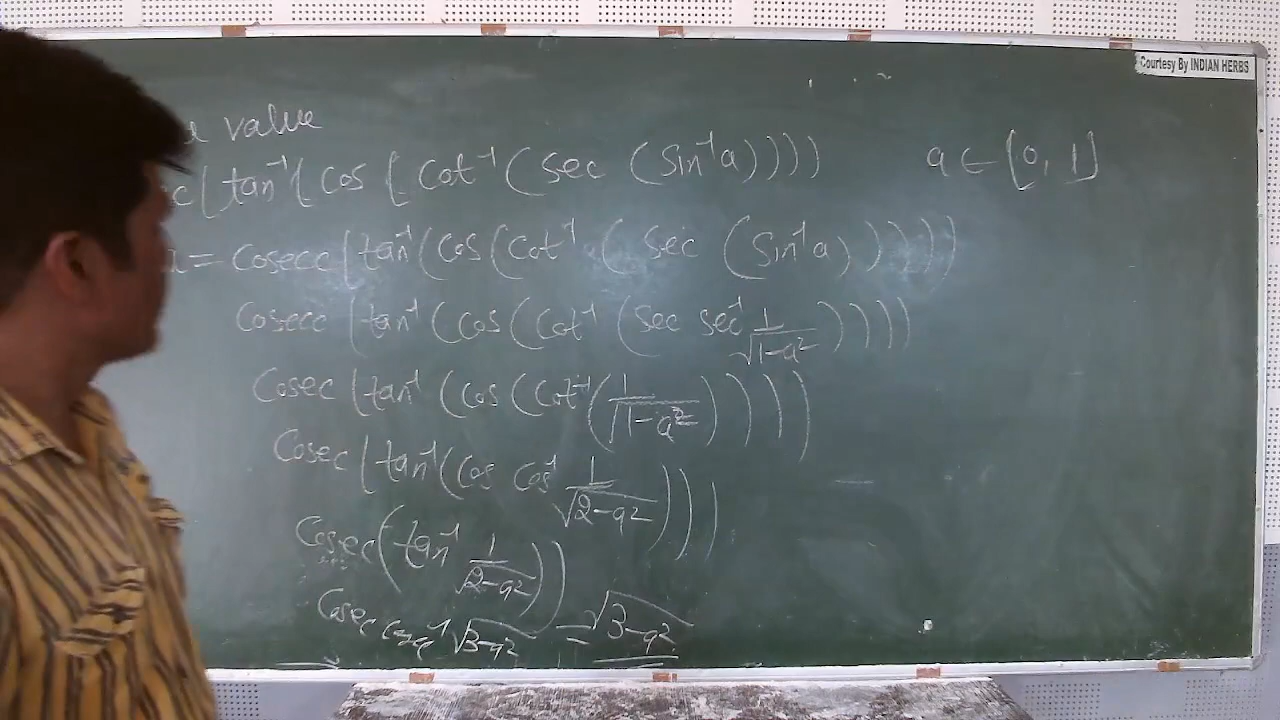 Courtesy By INDIAN HERBS
value
(tan⁻¹(cos(cot⁻¹(sec(sin⁻¹a)))) a ∈ [0, 1]
= cosec(tan⁻¹(cos(cot⁻¹(sec(sin⁻¹a)))))
cosec(tan⁻¹(cos(cot⁻¹(sec sec⁻¹ 1/√1-a²))))
Cosec(tan⁻¹(cos(cot⁻¹(1/√1-a²))))
Cosec(tan⁻¹(cos cos⁻¹ 1/√2-a²)))
Cosec(tan⁻¹ 1/√2-a²))
Cosec cosec⁻¹ √3-a² = √3-a²